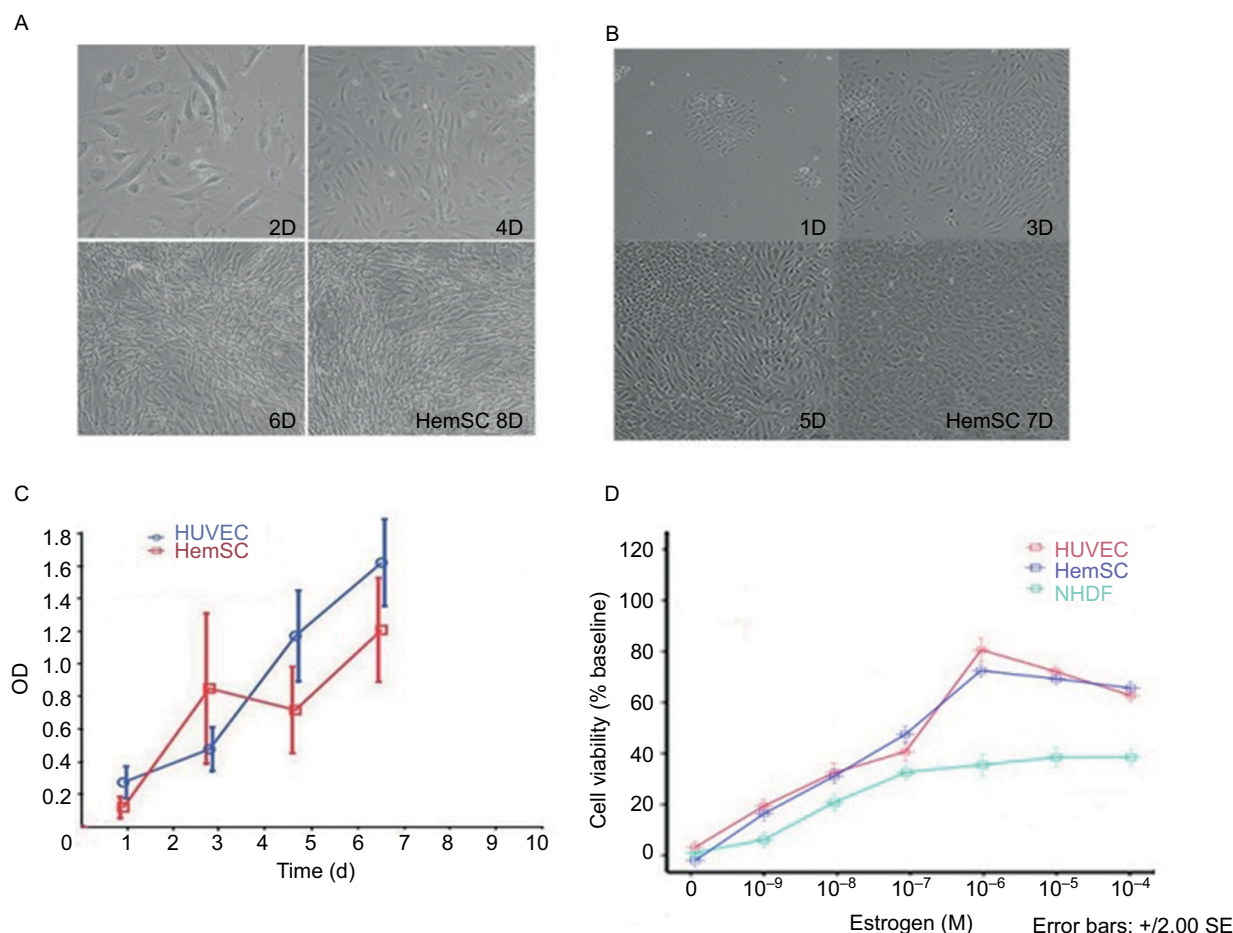 A
B
2D
4D
6D
HemSC 8D
1D
3D
5D
HemSC 7D
C
HUVEC
HemSC
OD
1.8
1.6
1.4
1.2
1.0
0.8
0.6
0.4
0.2
0
1 2 3 4 5 6 7 8 9 10
Time (d)
D
HUVEC
HemSC
NHDF
Cell viability (% baseline)
120
100
80
60
40
20
0
0 10⁻⁹ 10⁻⁸ 10⁻⁷ 10⁻⁶ 10⁻⁵ 10⁻⁴
Estrogen (M)
Error bars: +/2.00 SE